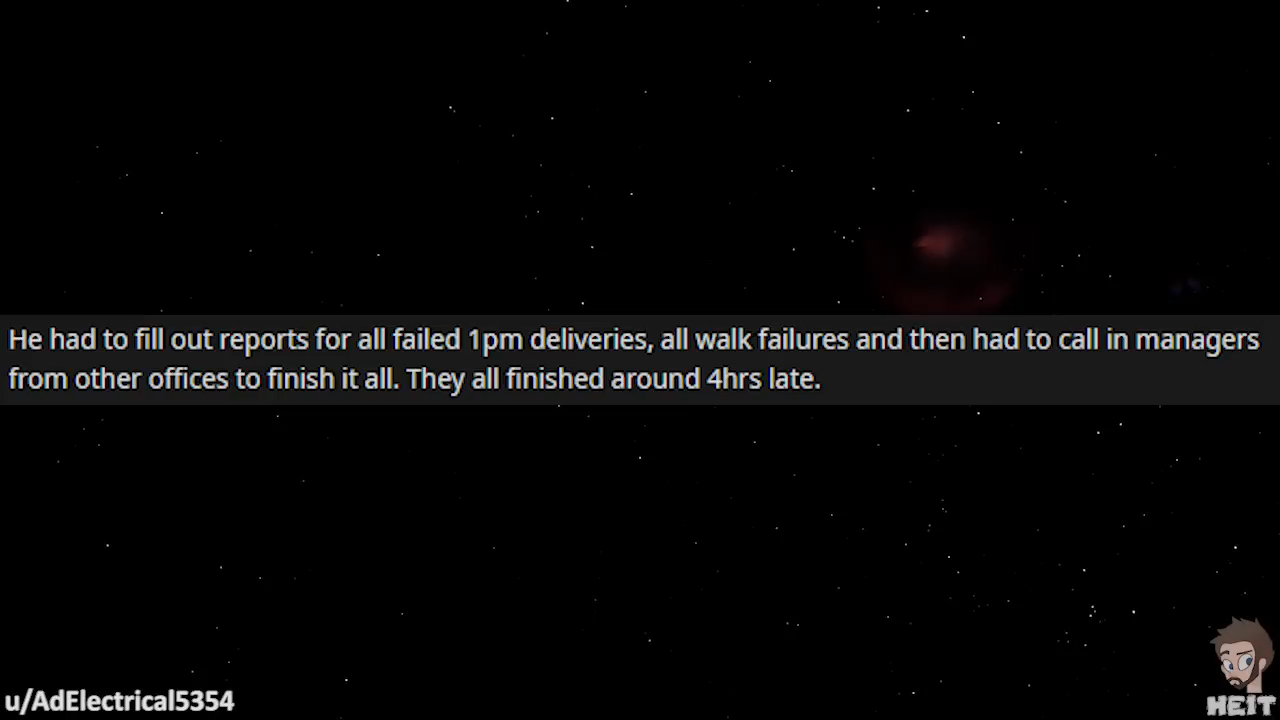 He had to fill out reports for all failed 1pm deliveries, all walk failures and then had to call in managers
from other offices to finish it all. They all finished around 4hrs late.
u/AdElectrical5354
HEIT